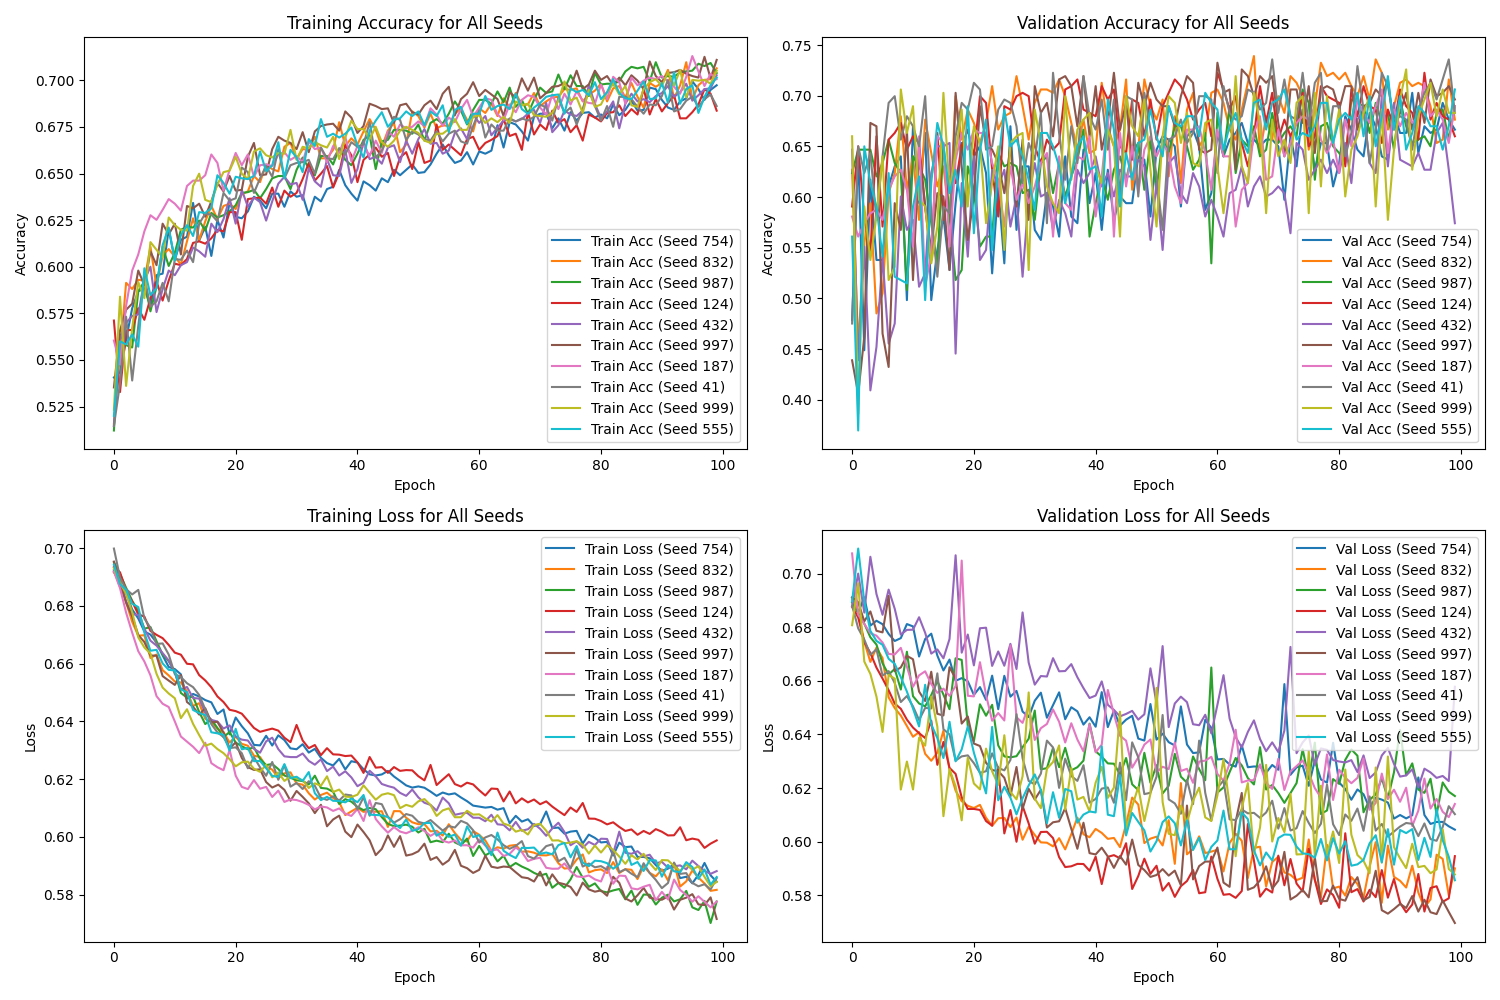 Training Accuracy for All Seeds
Accuracy
0.700
0.675
0.650
0.625
0.600
0.575
0.550
0.525
Train Acc (Seed 754)
Train Acc (Seed 832)
Train Acc (Seed 987)
Train Acc (Seed 124)
Train Acc (Seed 432)
Train Acc (Seed 997)
Train Acc (Seed 187)
Train Acc (Seed 41)
Train Acc (Seed 999)
Train Acc (Seed 555)
0 20 40 60 80 100
Epoch
Validation Accuracy for All Seeds
Accuracy
0.75
0.70
0.65
0.60
0.55
0.50
0.45
0.40
Val Acc (Seed 754)
Val Acc (Seed 832)
Val Acc (Seed 987)
Val Acc (Seed 124)
Val Acc (Seed 432)
Val Acc (Seed 997)
Val Acc (Seed 187)
Val Acc (Seed 41)
Val Acc (Seed 999)
Val Acc (Seed 555)
0 20 40 60 80 100
Epoch
Training Loss for All Seeds
Loss
0.70
0.68
0.66
0.64
0.62
0.60
0.58
Train Loss (Seed 754)
Train Loss (Seed 832)
Train Loss (Seed 987)
Train Loss (Seed 124)
Train Loss (Seed 432)
Train Loss (Seed 997)
Train Loss (Seed 187)
Train Loss (Seed 41)
Train Loss (Seed 999)
Train Loss (Seed 555)
0 20 40 60 80 100
Epoch
Validation Loss for All Seeds
Loss
0.70
0.68
0.66
0.64
0.62
0.60
0.58
Val Loss (Seed 754)
Val Loss (Seed 832)
Val Loss (Seed 987)
Val Loss (Seed 124)
Val Loss (Seed 432)
Val Loss (Seed 997)
Val Loss (Seed 187)
Val Loss (Seed 41)
Val Loss (Seed 999)
Val Loss (Seed 555)
0 20 40 60 80 100
Epoch